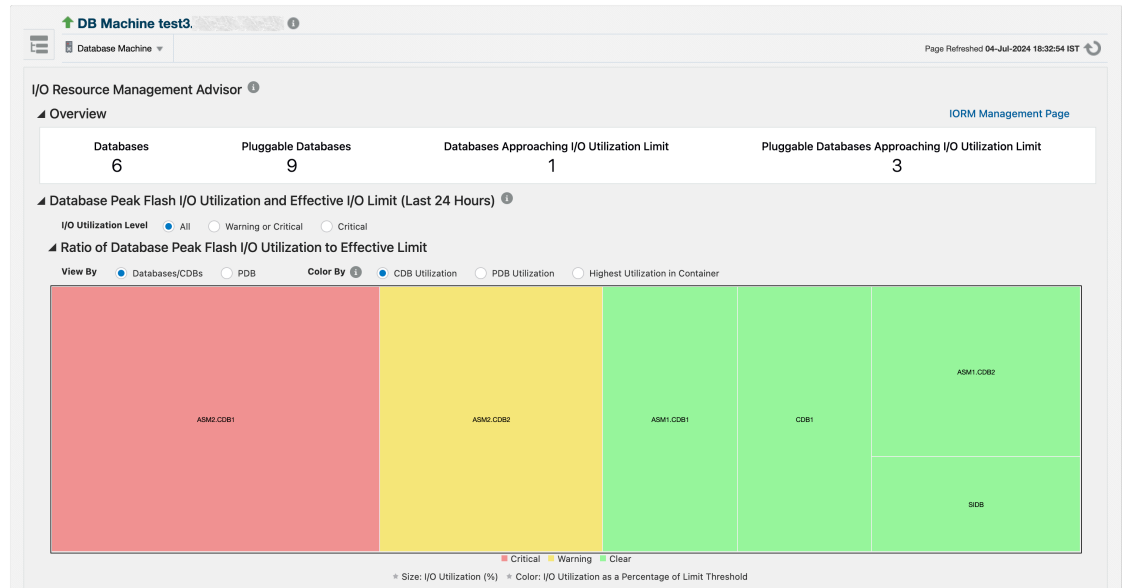 DB Machine test3.
Database Machine
Page Refreshed 04-Jul-2024 18:32:54 IST
I/O Resource Management Advisor
Overview
IORM Management Page
Databases Pluggable Databases Databases Approaching I/O Utilization Limit Pluggable Databases Approaching I/O Utilization Limit
6 9 1 3
Database Peak Flash I/O Utilization and Effective I/O Limit (Last 24 Hours)
I/O Utilization Level All Warning or Critical Critical
Ratio of Database Peak Flash I/O Utilization to Effective Limit
View By Databases/CDBs PDB Color By CDB Utilization PDB Utilization Highest Utilization in Container
ASM2.CDB1
ASM2.CDB2
ASM1.CDB1
CDB1
ASM1.CDB2
SIDB
Critical Warning Clear
* Size: I/O Utilization (%) * Color: I/O Utilization as a Percentage of Limit Threshold